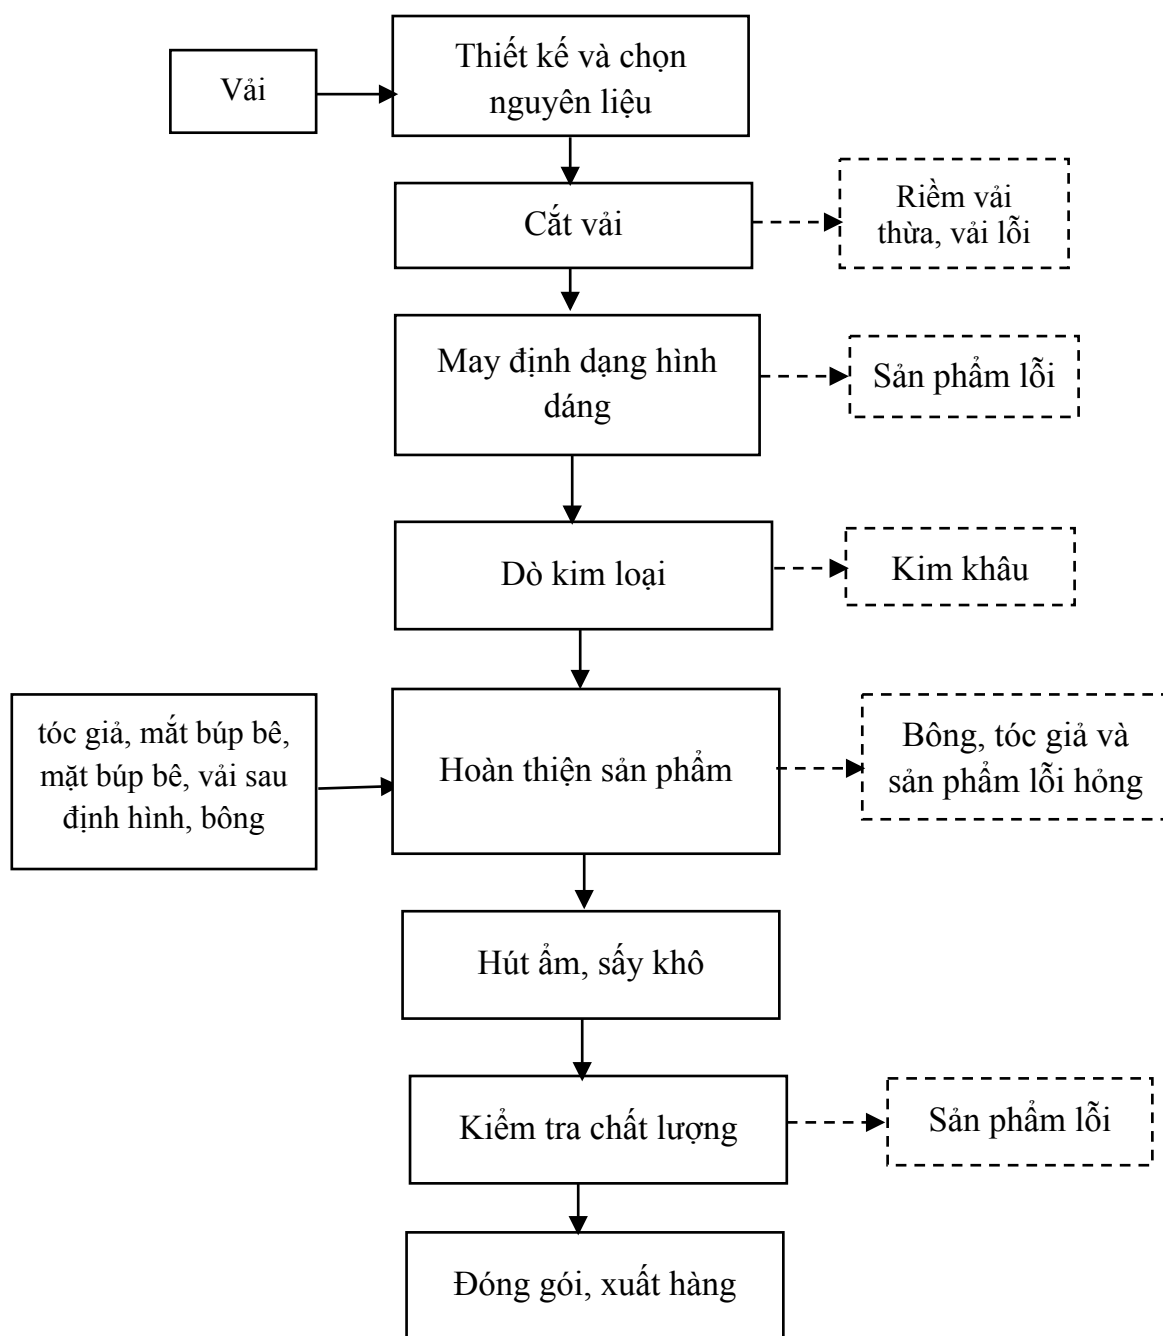 Vải
Thiết kế và chọn
nguyên liệu
Cắt vải
Riềm vải
thừa, vải lỗi
May định dạng hình
dáng
Sản phẩm lỗi
Dò kim loại
Kim khâu
tóc giả, mắt búp bê,
mặt búp bê, vải sau
định hình, bông
Hoàn thiện sản phẩm
Bông, tóc giả và
sản phẩm lỗi hỏng
Hút ẩm, sấy khô
Kiểm tra chất lượng
Sản phẩm lỗi
Đóng gói, xuất hàng